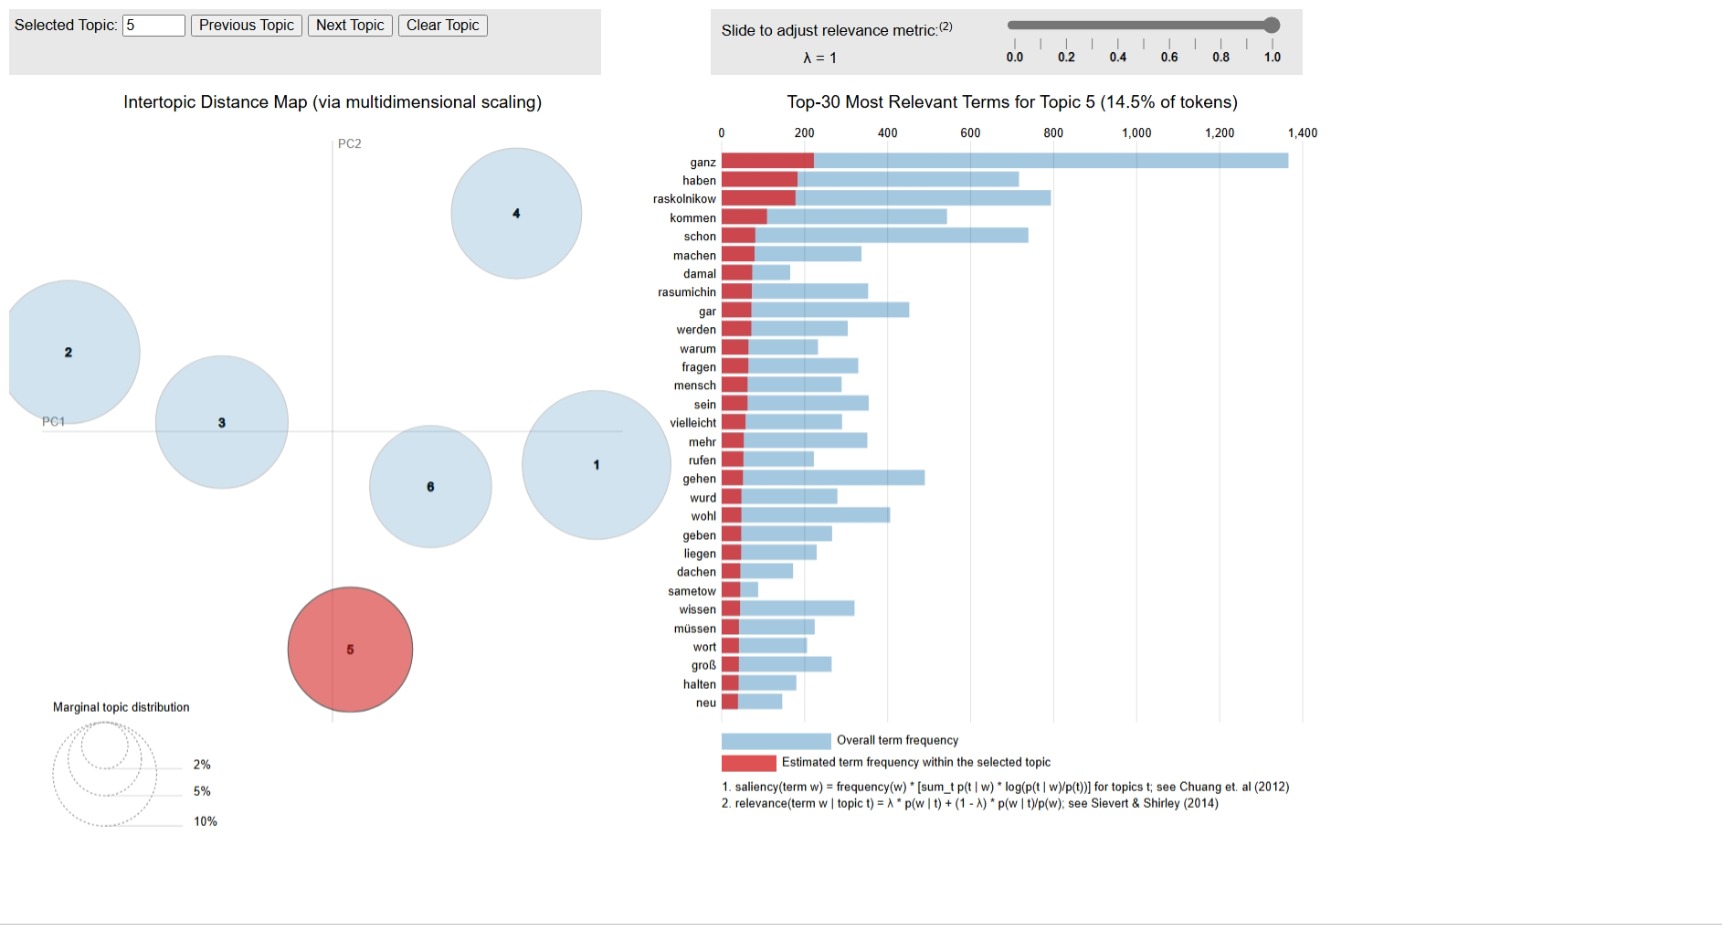 Selected Topic: 5 Previous Topic Next Topic Clear Topic
Slide to adjust relevance metric:(2)
λ = 1
0.0 0.2 0.4 0.6 0.8 1.0
Intertopic Distance Map (via multidimensional scaling)
PC2
4
2
3
PC1
1
6
5
Marginal topic distribution
2%
5%
10%
Top-30 Most Relevant Terms for Topic 5 (14.5% of tokens)
0 200 400 600 800 1,000 1,200 1,400
ganz
haben
raskolnikow
kommen
schon
machen
damal
rasumichin
gar
werden
warum
fragen
mensch
sein
vielleicht
mehr
rufen
gehen
wurd
wohl
geben
liegen
dachen
sametow
wissen
müssen
wort
groß
halten
neu
Overall term frequency
Estimated term frequency within the selected topic
1. saliency(term w) = frequency(w) * [sum_t p(t | w) * log(p(t | w)/p(t))] for topics t; see Chuang et. al (2012)
2. relevance(term w | topic t) = λ * p(w | t) + (1 - λ) * p(w | t)/p(w); see Sievert & Shirley (2014)